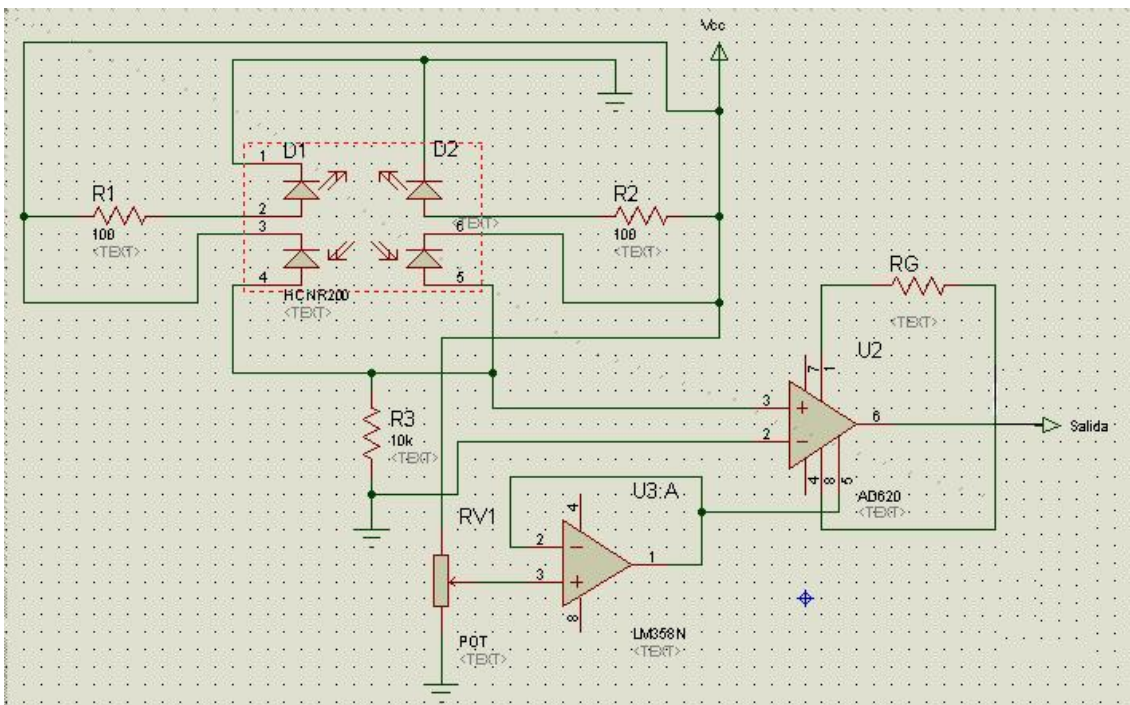 Vcc
1
D1
D2
R1
100
<TEXT>
2
3
4
HCNR200
<TEXT>
<TEXT>
6
5
R2
100
<TEXT>
RG
<TEXT>
U2
7
1
3
2
6
4
8
5
AD620
<TEXT>
Salida
R3
10k
<TEXT>
RV1
POT
<TEXT>
U3:A
4
2
3
1
8
LM358N
<TEXT>